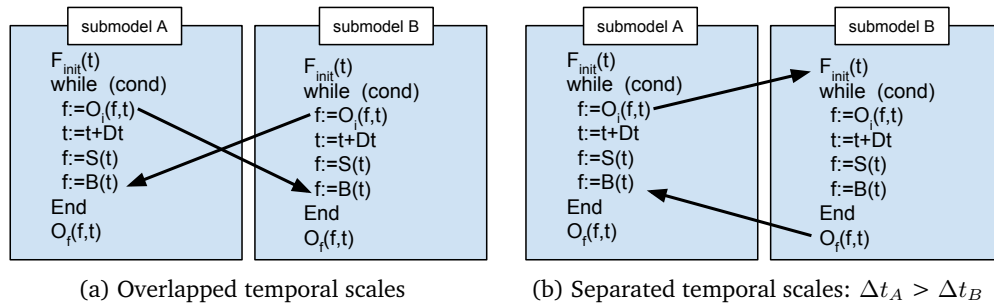 submodel A
F_init(t)
while (cond)
f:=O_i(f,t)
t:=t+Dt
f:=S(t)
f:=B(t)
End
O_f(f,t)
submodel B
F_init(t)
while (cond)
f:=O_i(f,t)
t:=t+Dt
f:=S(t)
f:=B(t)
End
O_f(f,t)
(a) Overlapped temporal scales
submodel A
F_init(t)
while (cond)
f:=O_i(f,t)
t:=t+Dt
f:=S(t)
f:=B(t)
End
O_f(f,t)
submodel B
F_init(t)
while (cond)
f:=O_i(f,t)
t:=t+Dt
f:=S(t)
f:=B(t)
End
O_f(f,t)
(b) Separated temporal scales: Δt_A > Δt_B